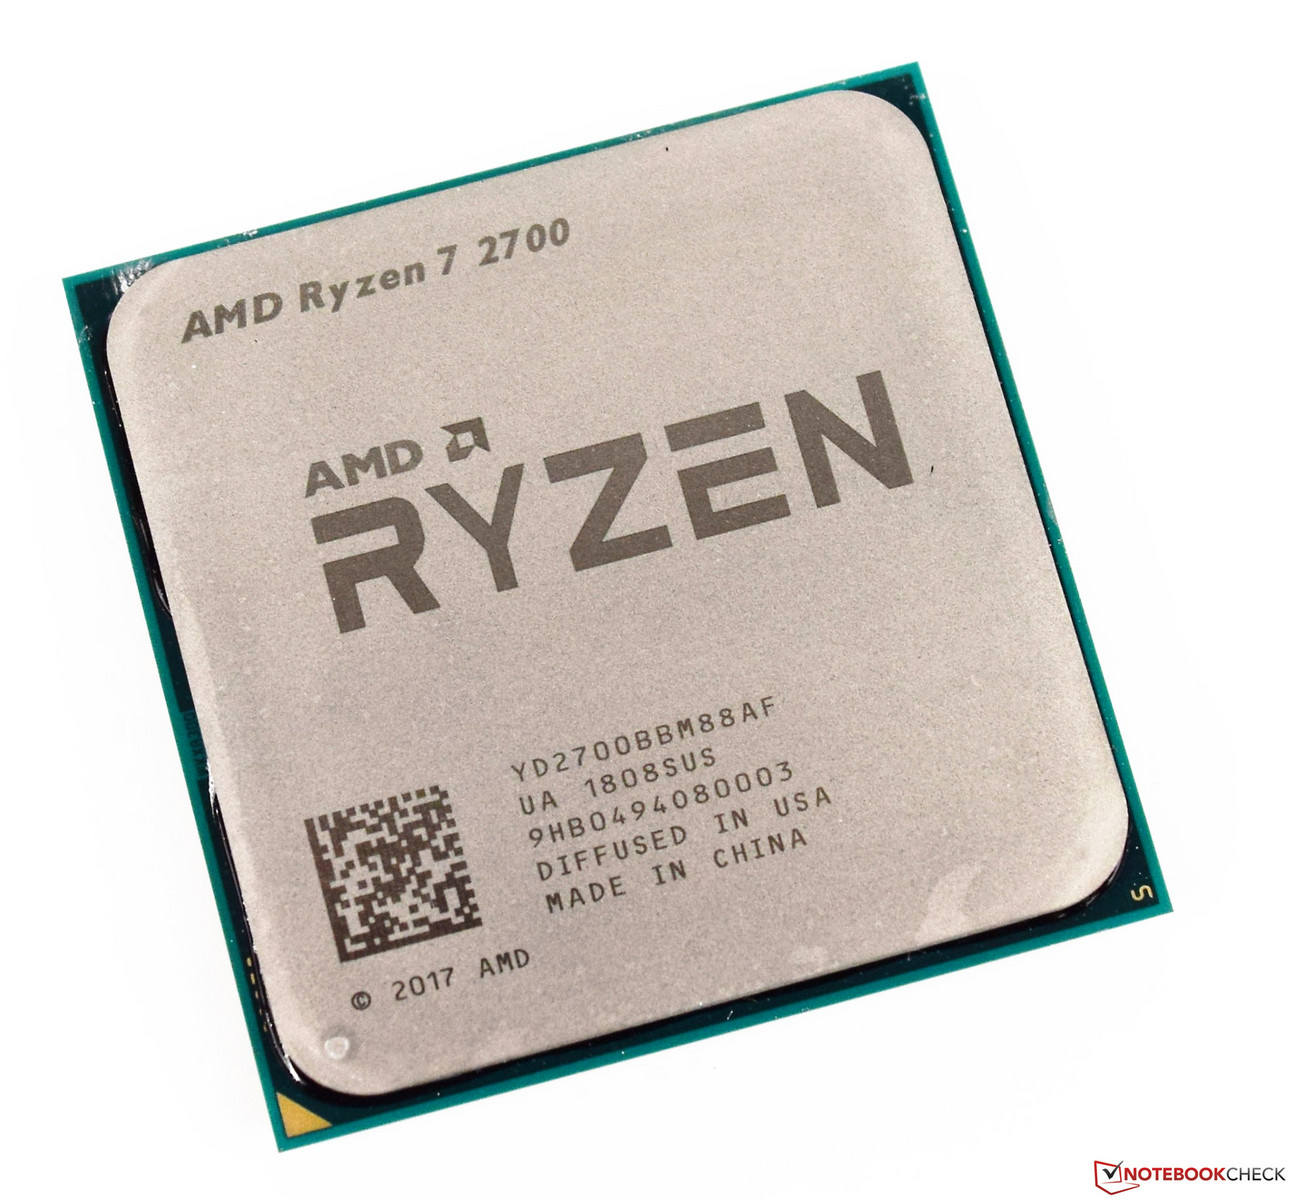 AMD Ryzen 7 2700
AMD
RYZEN
YD2700BBM88AF
UA 1808SUS
9HB0494080003
DIFFUSED IN USA
MADE IN CHINA
© 2017 AMD
5
NOTEBOOKCHECK